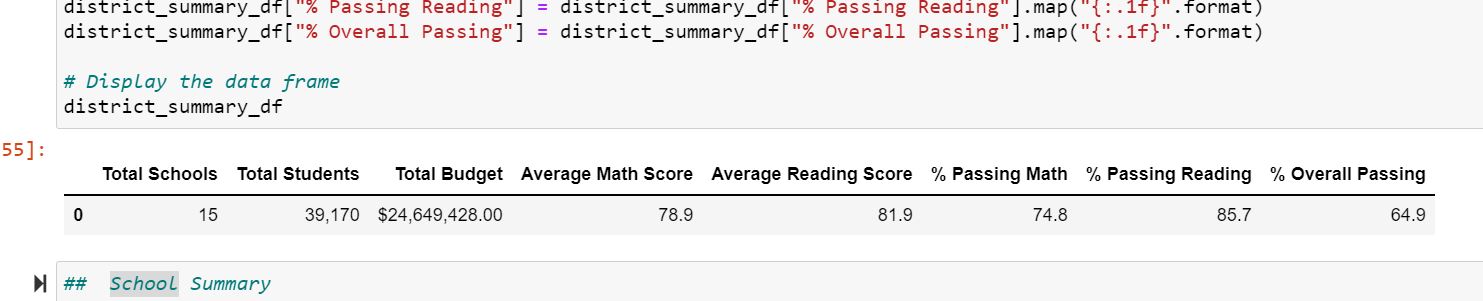 district_summary_df["% Passing Reading"] = district_summary_df["% Passing Reading"].map("{:.1f}".format)
district_summary_df["% Overall Passing"] = district_summary_df["% Overall Passing"].map("{:.1f}".format)
# Display the data frame
district_summary_df
55]:
Total Schools Total Students Total Budget Average Math Score Average Reading Score % Passing Math % Passing Reading % Overall Passing
0 15 39,170 $24,649,428.00 78.9 81.9 74.8 85.7 64.9
## School Summary